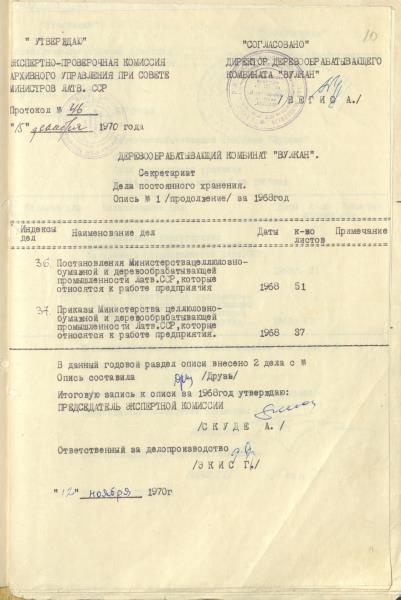 10
" УТВЕРЖДАЮ"
ЭКСПЕРТНО-ПРОВЕРОЧНАЯ КОМИССИЯ
АРХИВНОГО УПРАВЛЕНИЯ ПРИ СОВЕТЕ
МИНИСТРОВ ЛАТВ. ССР
Протокол № 46
"15" декабря 1970 года
"СОГЛАСОВАНО"
ДИРЕКТОР ДЕРЕВООБРАБАТЫВАЮЩЕГО
КОМБИНАТА "ВУЛКАН"
/ВЕГИС А./
ДЕРЕВООБРАБАТЫВАЮЩИЙ КОМБИНАТ "ВУЛКАН".
Секретариат
Дела постоянного хранения.
Опись № 1 /продолжение/ за 1968год
Индексы дел Наименование дел Даты к-мо листов Примечание
36. Постановления Министервацеллюловно-
бумажной и деревообрабатывающей
промышленности Латв.ССР,которые
относятся к работе предприятия 1968 51
37. Приказы Министерства целлюлозно-
бумажной и деревообрабатывающей
промышленности Латв.ССР,которые
относятся к работе предприятия. 1968 37
В данный годовой раздел описи внесено 2 дела с №
Опись составила /Друзь/
Итоговую запись к описи за 1968год утверждаю:
ПРЕДСЕДАТЕЛЬ ЭКСПЕРТНОЙ КОМИССИИ
/СКУДЕ А./
Ответственный за делопроизводство
/ЭКИС Г./
"12" ноября 1970г